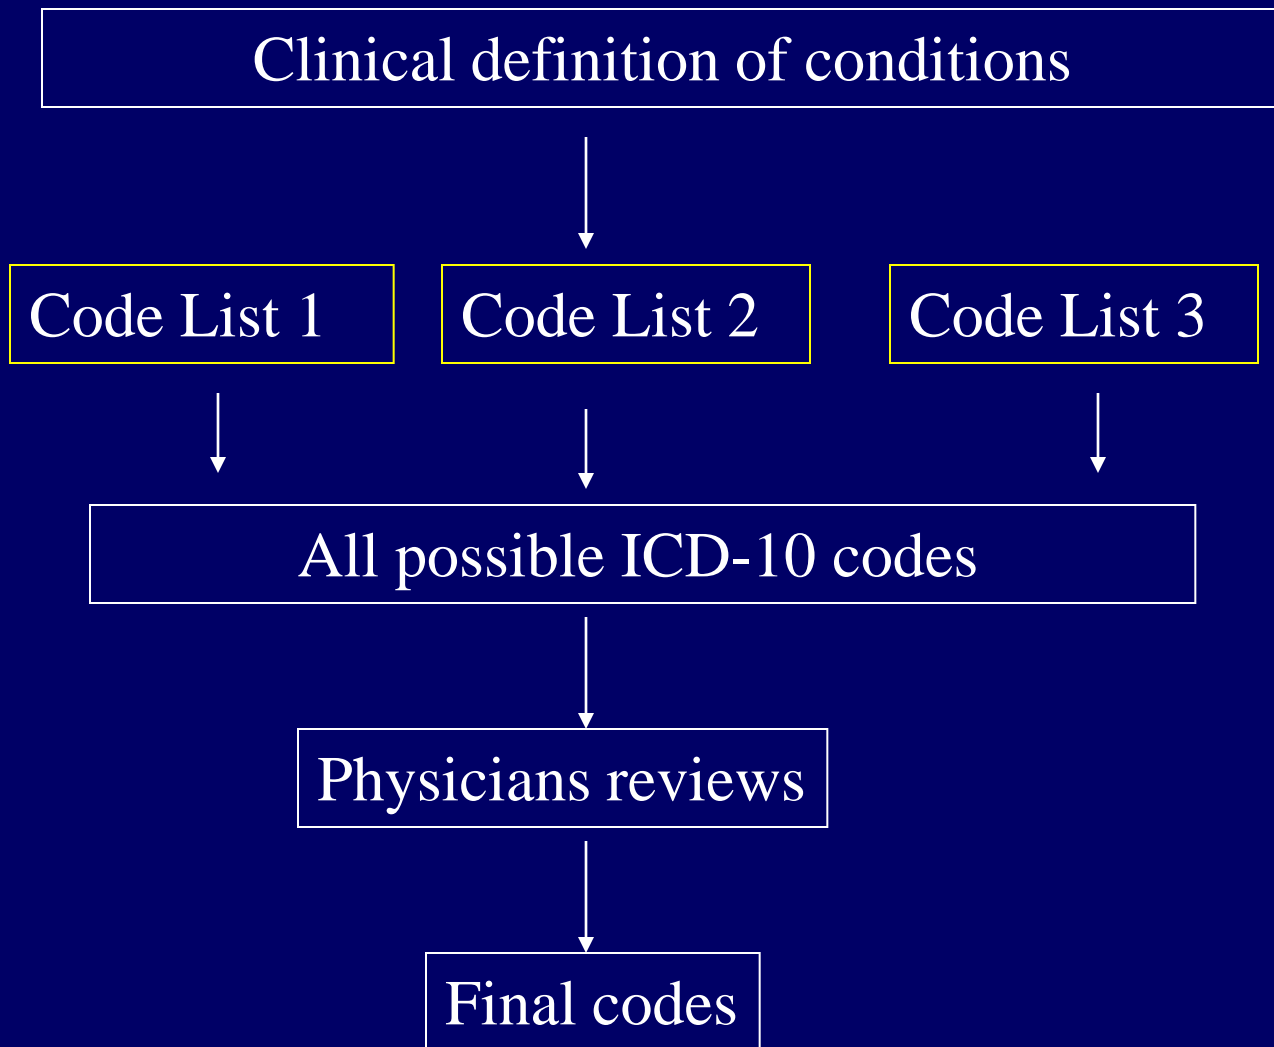 Clinical definition of conditions
Code List 1
Code List 2
Code List 3
All possible ICD-10 codes
Physicians reviews
Final codes